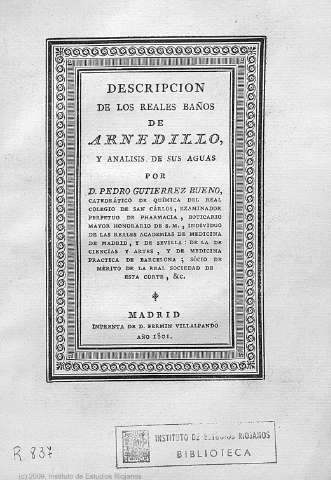 DESCRIPCION
DE LOS REALES BAÑOS
DE
ARNEDILLO,
Y ANALISIS DE SUS AGUAS
POR
D. PEDRO GUTIERREZ BUENO,
CATEDRÁTICO DE QUÍMICA DEL REAL
COLEGIO DE SAN CÁRLOS, EXAMINADOR
PERPETUO DE PHARMACIA, BOTICARIO
MAYOR HONORARIO DE S. M., INDIVIDUO
DE LAS REALES ACADEMIAS DE MEDICINA
DE MADRID, Y DE SEVILLA: DE LA DE
CIENCIAS Y ARTES, Y DE MEDICINA
PRACTICA DE BARCELONA; SÓCIO DE
MÉRITO DE LA REAL SOCIEDAD DE
ESTA CORTE, &C.
MADRID
IMPRENTA DE D. FERMIN VILLALPANDO
AÑO 1801.
R 837
INSTITUTO DE ESTUDIOS RIOJANOS
BIBLIOTECA
(c) 2009, Instituto de Estudios Riojanos